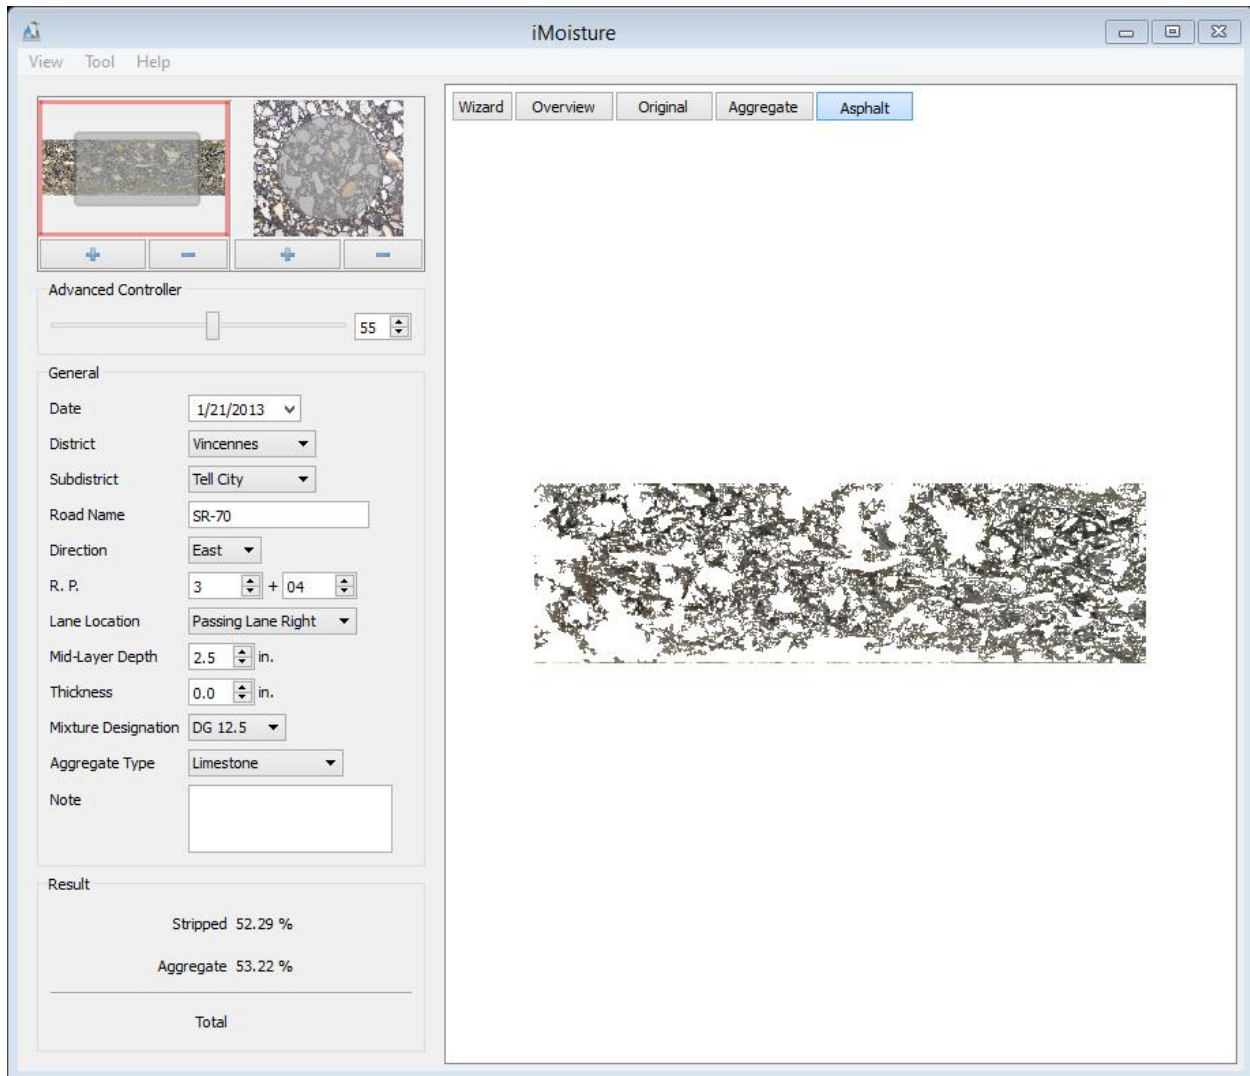 iMoisture
View Tool Help
Wizard Overview Original Aggregate Asphalt
Advanced Controller
55
General
Date 1/21/2013
District Vincennes
Subdistrict Tell City
Road Name SR-70
Direction East
R. P. 3 + 04
Lane Location Passing Lane Right
Mid-Layer Depth 2.5 in.
Thickness 0.0 in.
Mixture Designation DG 12.5
Aggregate Type Limestone
Note
Result
Stripped 52.29 %
Aggregate 53.22 %
Total